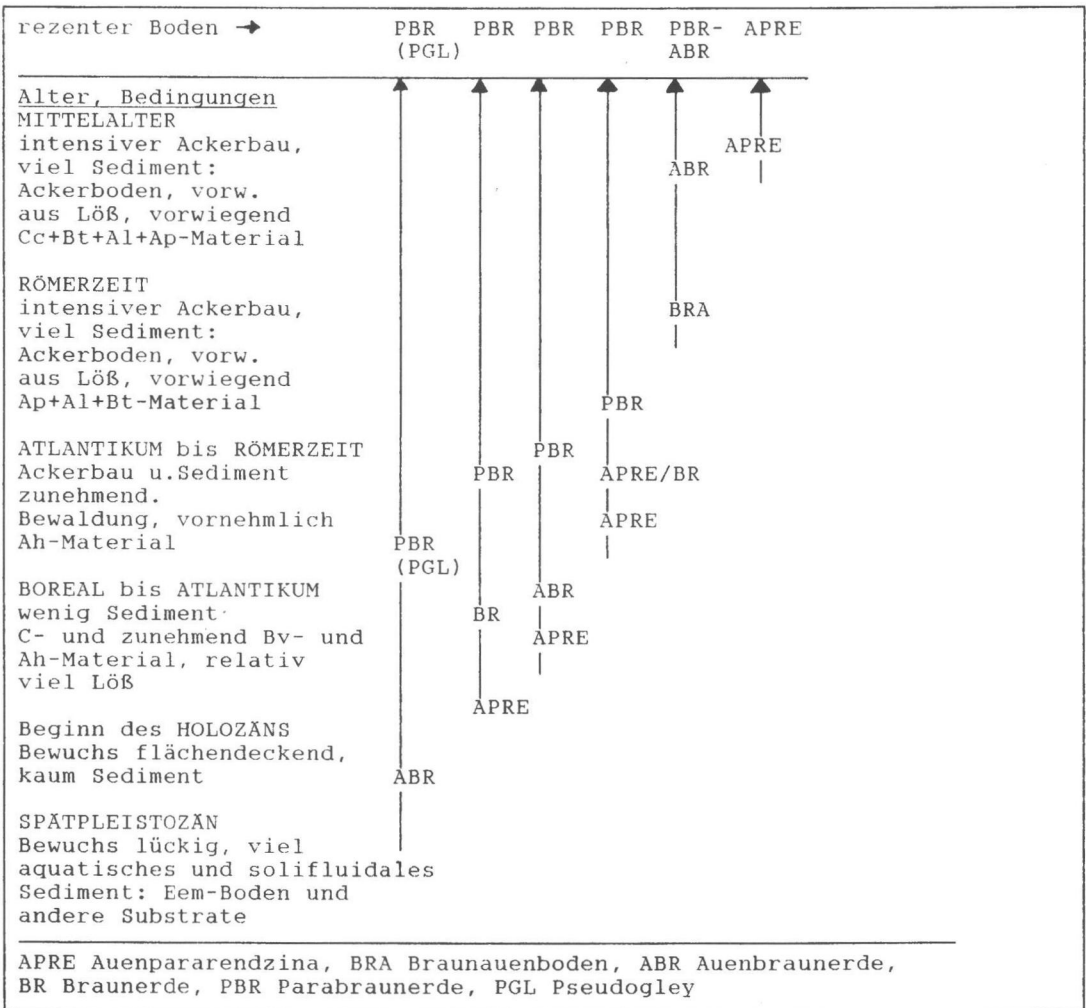 rezenter Boden → PBR PBR PBR PBR PBR- APRE
(PGL) ABR
Alter, Bedingungen
MITTELALTER
intensiver Ackerbau, APRE
viel Sediment: ABR
Ackerboden, vorw.
aus Löß, vorwiegend
Cc+Bt+Al+Ap-Material
RÖMERZEIT
intensiver Ackerbau, BRA
viel Sediment:
Ackerboden, vorw.
aus Löß, vorwiegend
Ap+Al+Bt-Material PBR
ATLANTIKUM bis RÖMERZEIT PBR
Ackerbau u.Sediment PBR APRE/BR
zunehmend.
Bewaldung, vornehmlich APRE
Ah-Material PBR
(PGL)
BOREAL bis ATLANTIKUM ABR
wenig Sediment BR
C- und zunehmend Bv- und APRE
Ah-Material, relativ
viel Löß
APRE
Beginn des HOLOZÄNS
Bewuchs flächendeckend,
kaum Sediment ABR
SPÄTPLEISTOZÄN
Bewuchs lückig, viel
aquatisches und solifluidales
Sediment: Eem-Boden und
andere Substrate
APRE Auenpararendzina, BRA Braunauenboden, ABR Auenbraunerde,
BR Braunerde, PBR Parabraunerde, PGL Pseudogley